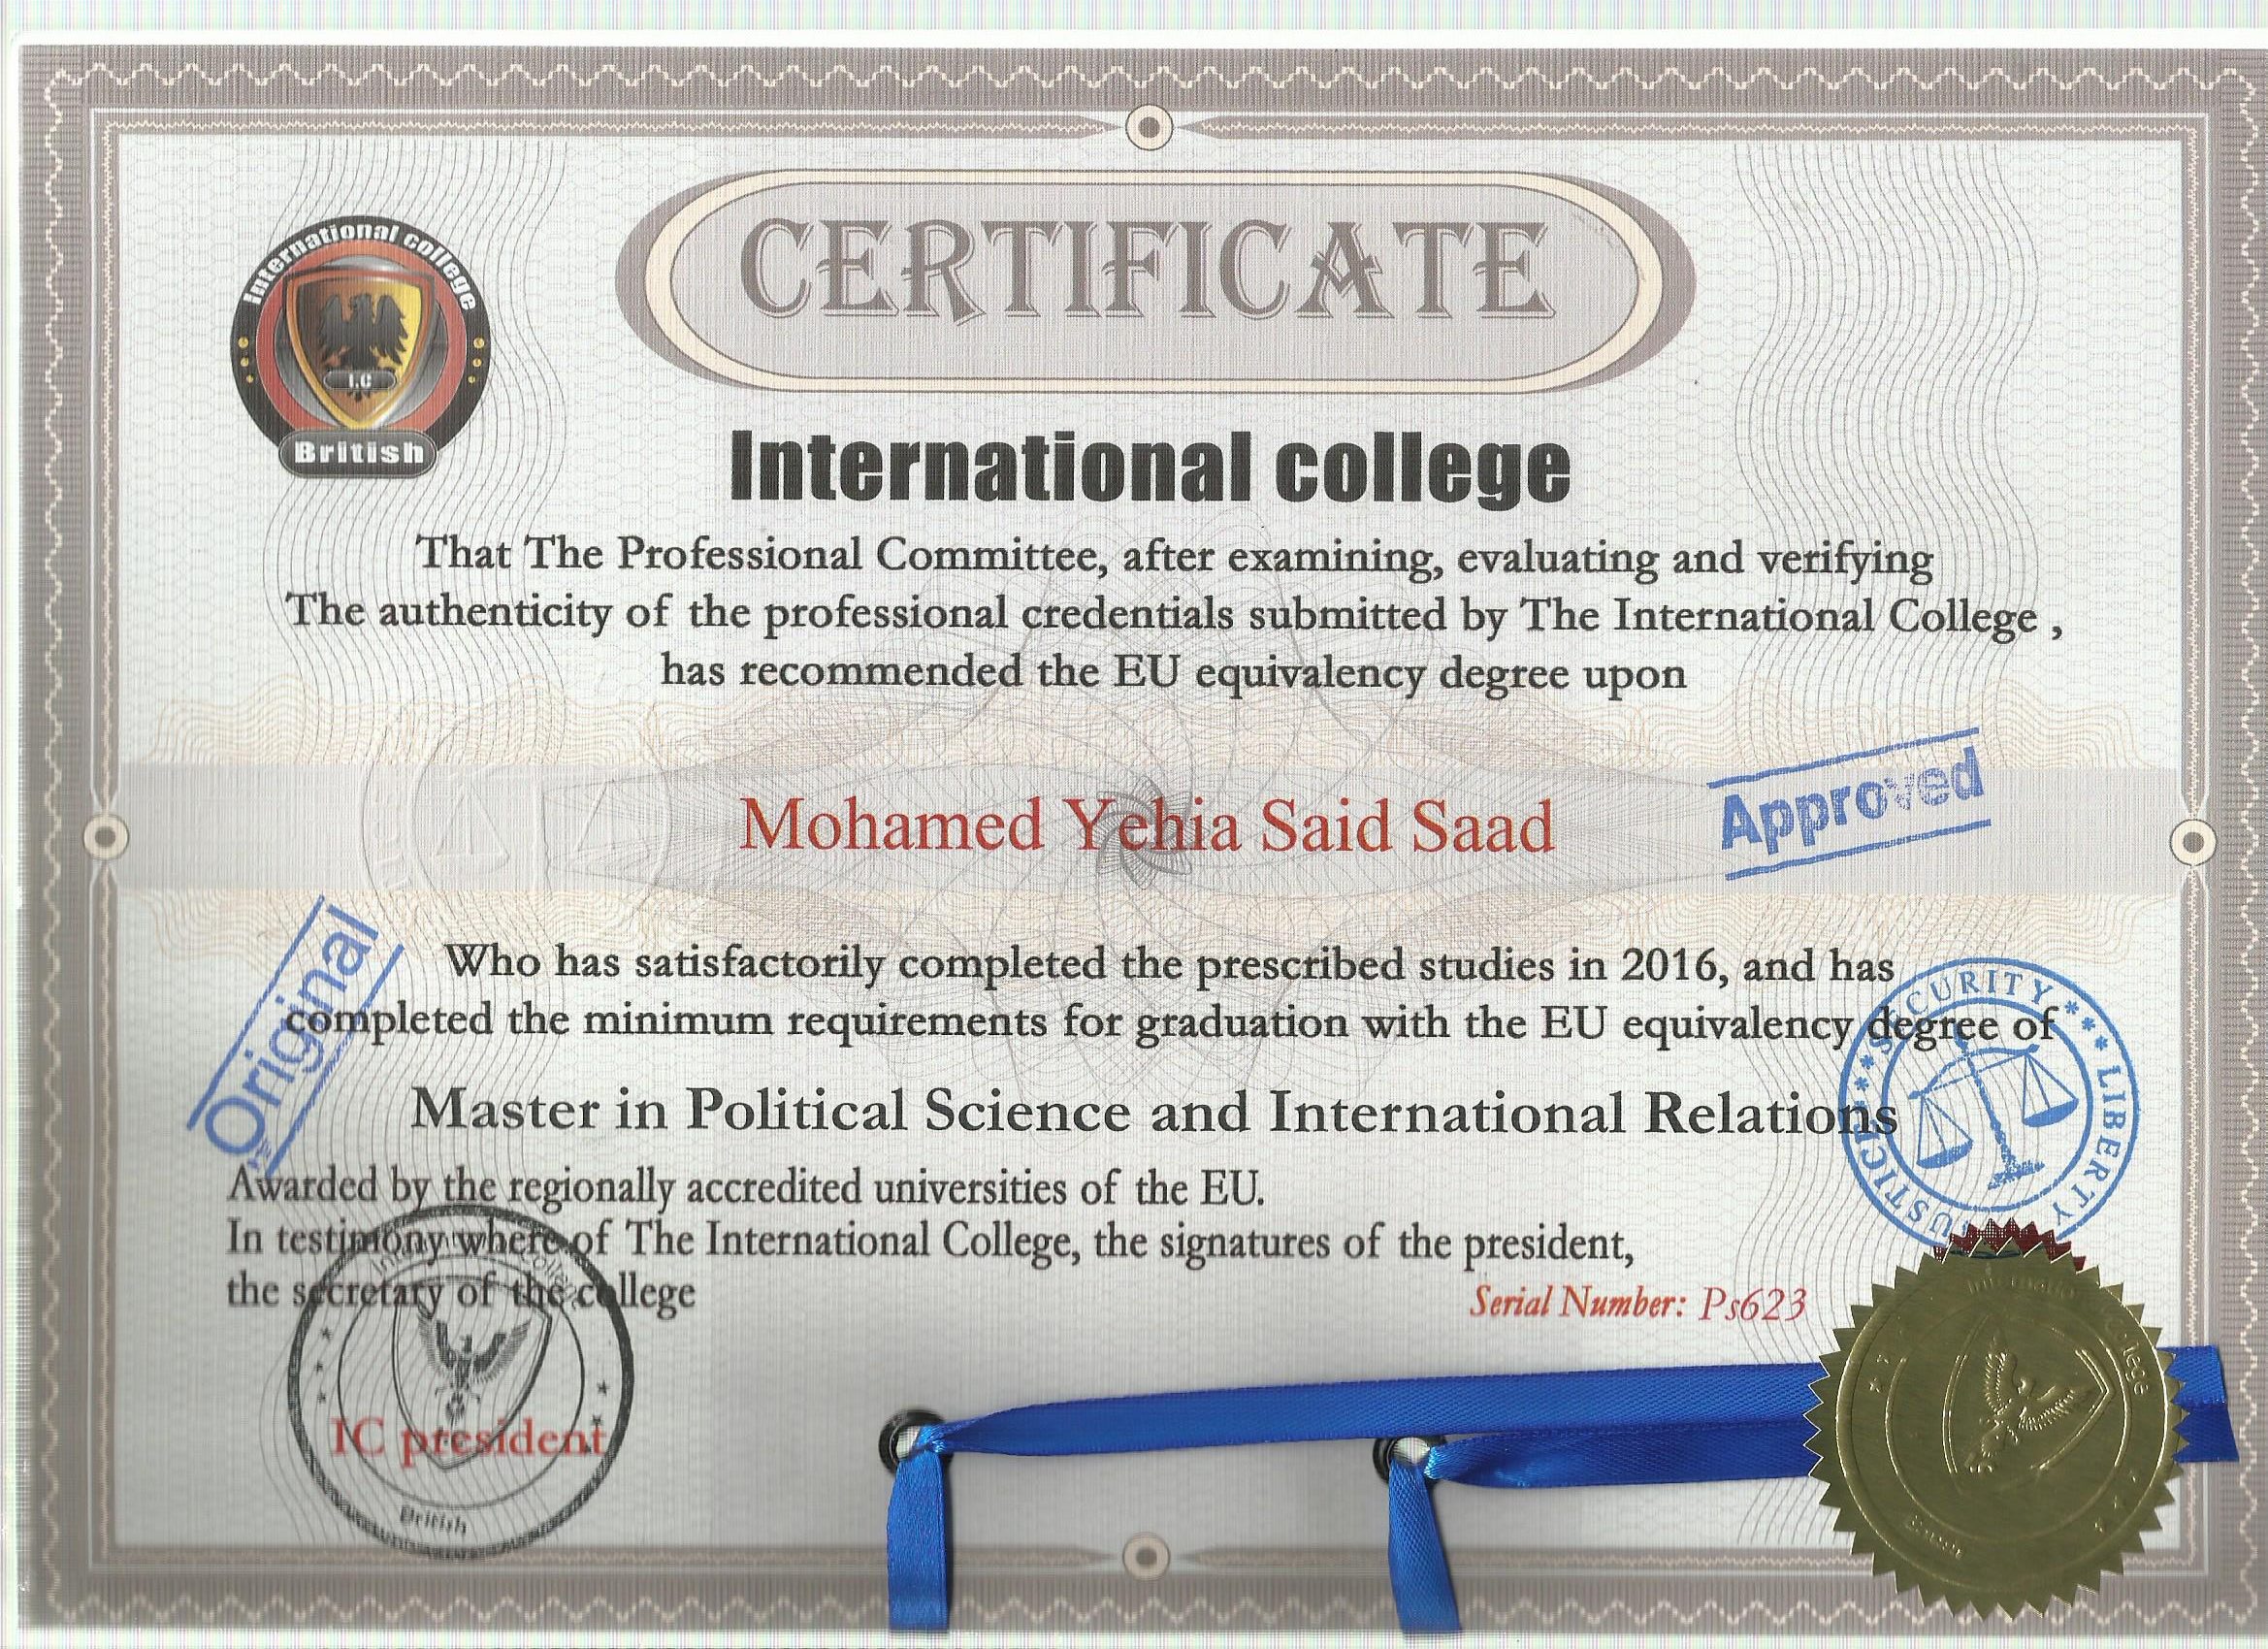 International college
I.C
British
CERTIFICATE
International college
That The Professional Committee, after examining, evaluating and verifying
The authenticity of the professional credentials submitted by The International College ,
has recommended the EU equivalency degree upon
Mohamed Yehia Said Saad
Approved
Original
Who has satisfactorily completed the prescribed studies in 2016, and has
completed the minimum requirements for graduation with the EU equivalency degree of
Master in Political Science and International Relations
SECURITY *** LIBERTY JUSTICE ***
Awarded by the regionally accredited universities of the EU.
In testimony where of The International College, the signatures of the president,
the secretary of the college
Serial Number: Ps623
IC president
British